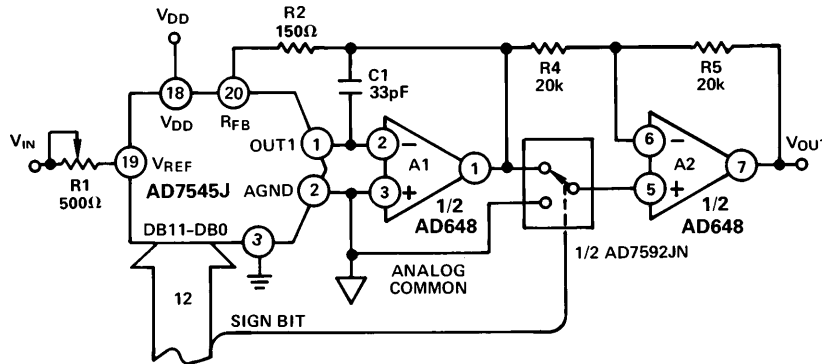 VDD
R2
150Ω
C1
33pF
R4
20k
R5
20k
18
VDD
20
RFB
VIN
R1
500Ω
19
VREF
AD7545J
OUT1
1
AGND
2
DB11–DB0
3
2
–
A1
3
+
1
1/2
AD648
6
–
A2
5
+
7
VOUT
1/2
AD648
1/2 AD7592JN
ANALOG
COMMON
12
SIGN BIT